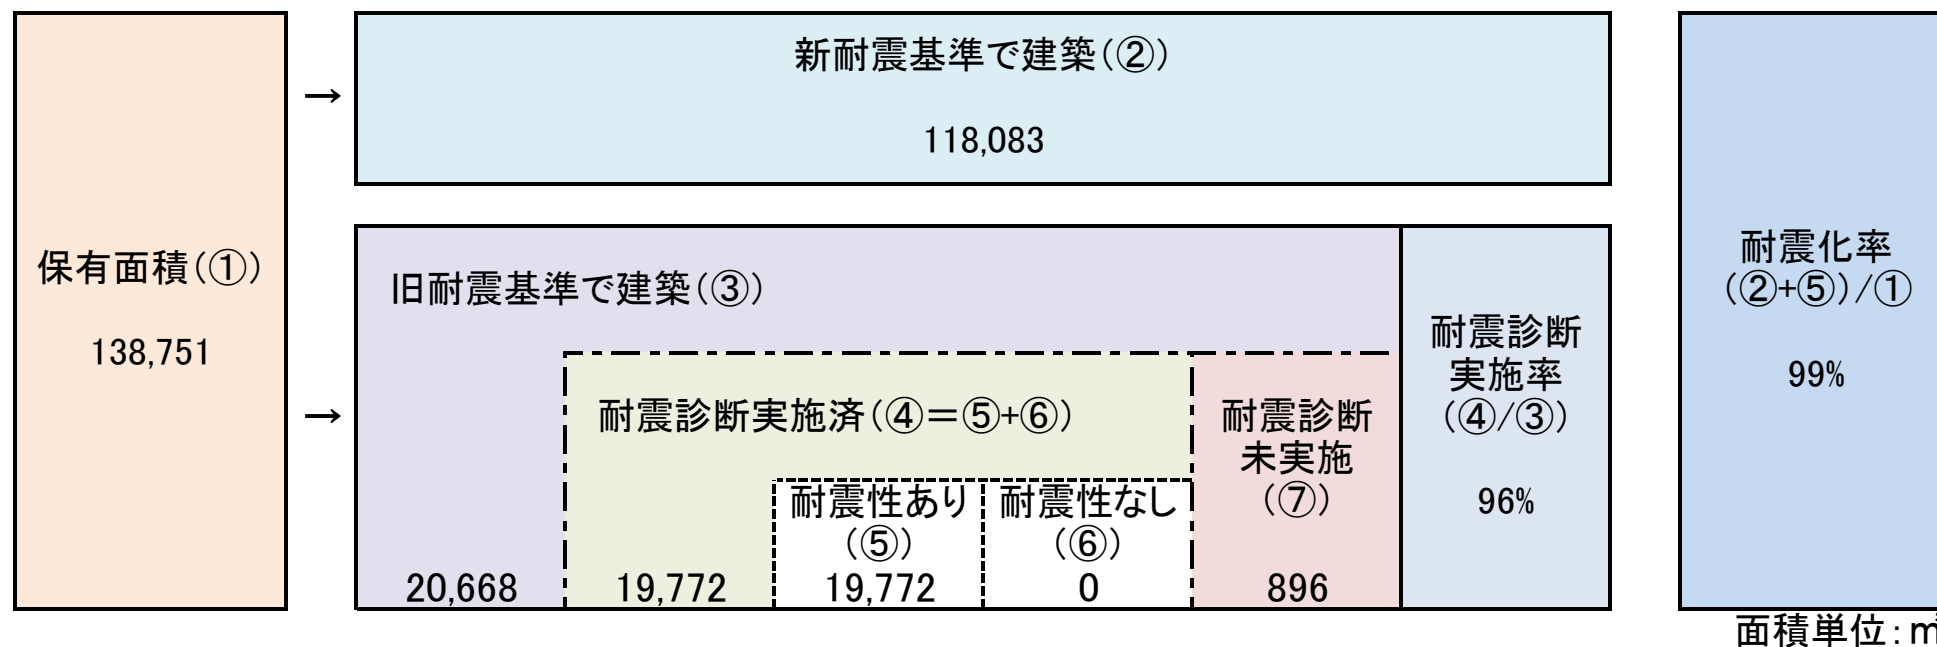 保有面積(①)
138,751
→
新耐震基準で建築(②)
118,083
→
旧耐震基準で建築(③)
20,668
耐震診断実施済(④＝⑤+⑥)
19,772
耐震性あり
(⑤)
19,772
耐震性なし
(⑥)
0
耐震診断
未実施
(⑦)
896
耐震診断
実施率
(④/③)
96%
耐震化率
(②+⑤)/①
99%
面積単位：㎡